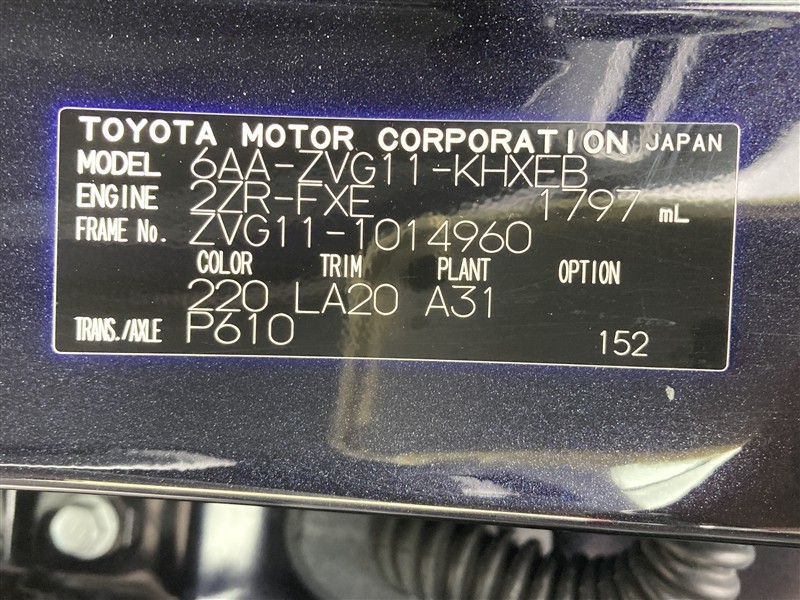 TOYOTA MOTOR CORPORATION JAPAN
MODEL 6AA-ZVG11-KHXEB
ENGINE 2ZR-FXE 1797 mL
FRAME No. ZVG11-1014960
COLOR TRIM PLANT OPTION
220 LA20 A31
TRANS./AXLE P610 152